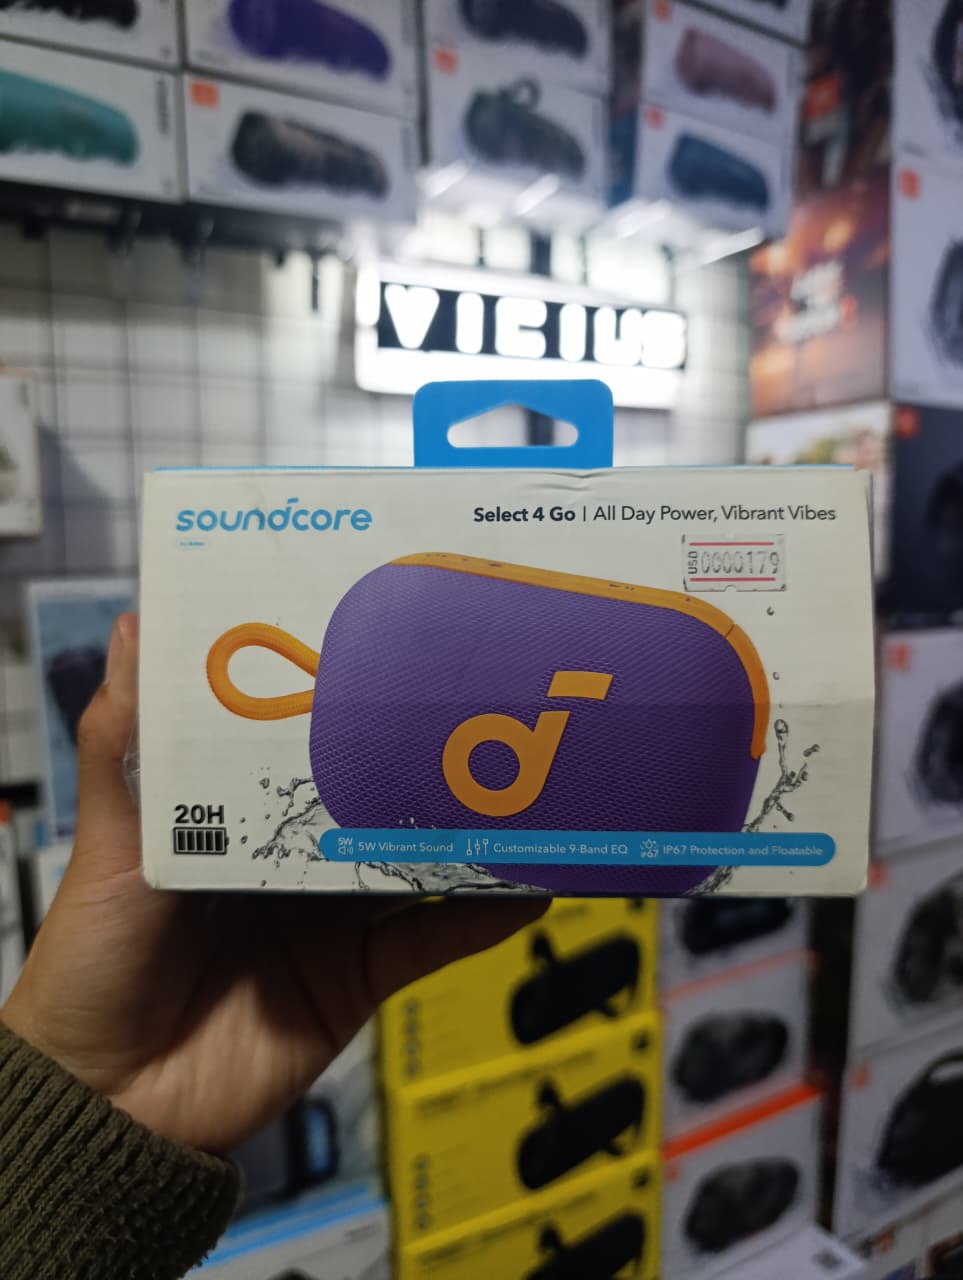 VICIUS
soundcore
by Anker
Select 4 Go | All Day Power, Vibrant Vibes
USD 0000179
20H
5W 5W Vibrant Sound Customizable 9-Band EQ IP67 IP67 Protection and Floatable